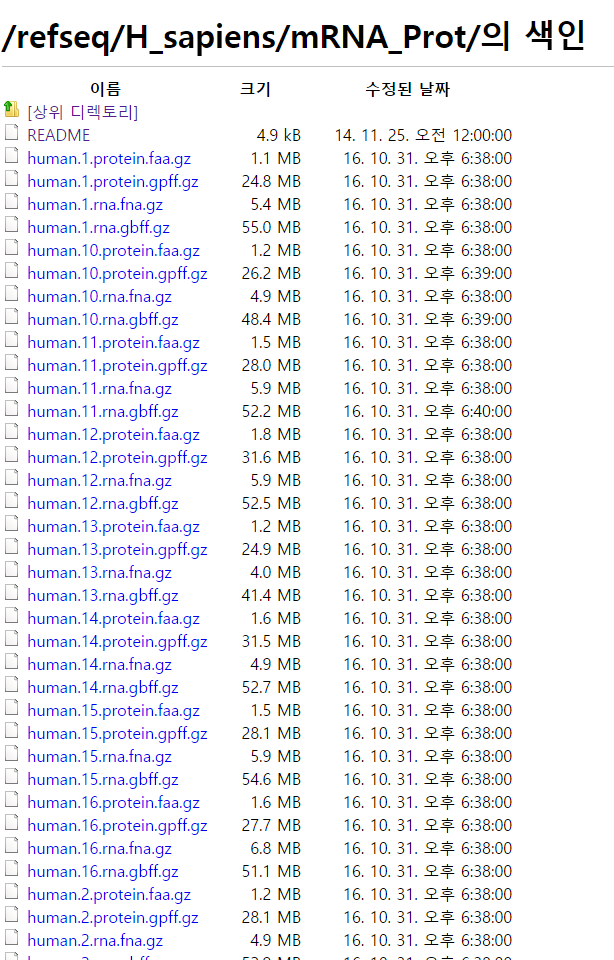 /refseq/H_sapiens/mRNA_Prot/의 색인
이름 크기 수정된 날짜
[상위 디렉토리]
README 4.9 kB 14. 11. 25. 오전 12:00:00
human.1.protein.faa.gz 1.1 MB 16. 10. 31. 오후 6:38:00
human.1.protein.gpff.gz 24.8 MB 16. 10. 31. 오후 6:38:00
human.1.rna.fna.gz 5.4 MB 16. 10. 31. 오후 6:38:00
human.1.rna.gbff.gz 55.0 MB 16. 10. 31. 오후 6:38:00
human.10.protein.faa.gz 1.2 MB 16. 10. 31. 오후 6:38:00
human.10.protein.gpff.gz 26.2 MB 16. 10. 31. 오후 6:39:00
human.10.rna.fna.gz 4.9 MB 16. 10. 31. 오후 6:38:00
human.10.rna.gbff.gz 48.4 MB 16. 10. 31. 오후 6:39:00
human.11.protein.faa.gz 1.5 MB 16. 10. 31. 오후 6:38:00
human.11.protein.gpff.gz 28.0 MB 16. 10. 31. 오후 6:38:00
human.11.rna.fna.gz 5.9 MB 16. 10. 31. 오후 6:38:00
human.11.rna.gbff.gz 52.2 MB 16. 10. 31. 오후 6:40:00
human.12.protein.faa.gz 1.8 MB 16. 10. 31. 오후 6:38:00
human.12.protein.gpff.gz 31.6 MB 16. 10. 31. 오후 6:38:00
human.12.rna.fna.gz 5.9 MB 16. 10. 31. 오후 6:38:00
human.12.rna.gbff.gz 52.5 MB 16. 10. 31. 오후 6:38:00
human.13.protein.faa.gz 1.2 MB 16. 10. 31. 오후 6:38:00
human.13.protein.gpff.gz 24.9 MB 16. 10. 31. 오후 6:38:00
human.13.rna.fna.gz 4.0 MB 16. 10. 31. 오후 6:38:00
human.13.rna.gbff.gz 41.4 MB 16. 10. 31. 오후 6:38:00
human.14.protein.faa.gz 1.6 MB 16. 10. 31. 오후 6:38:00
human.14.protein.gpff.gz 31.5 MB 16. 10. 31. 오후 6:38:00
human.14.rna.fna.gz 4.9 MB 16. 10. 31. 오후 6:38:00
human.14.rna.gbff.gz 52.7 MB 16. 10. 31. 오후 6:38:00
human.15.protein.faa.gz 1.5 MB 16. 10. 31. 오후 6:38:00
human.15.protein.gpff.gz 28.1 MB 16. 10. 31. 오후 6:38:00
human.15.rna.fna.gz 5.9 MB 16. 10. 31. 오후 6:38:00
human.15.rna.gbff.gz 54.6 MB 16. 10. 31. 오후 6:38:00
human.16.protein.faa.gz 1.6 MB 16. 10. 31. 오후 6:38:00
human.16.protein.gpff.gz 27.7 MB 16. 10. 31. 오후 6:38:00
human.16.rna.fna.gz 6.8 MB 16. 10. 31. 오후 6:38:00
human.16.rna.gbff.gz 51.1 MB 16. 10. 31. 오후 6:38:00
human.2.protein.faa.gz 1.2 MB 16. 10. 31. 오후 6:38:00
human.2.protein.gpff.gz 28.1 MB 16. 10. 31. 오후 6:38:00
human.2.rna.fna.gz 4.9 MB 16. 10. 31. 오후 6:38:00